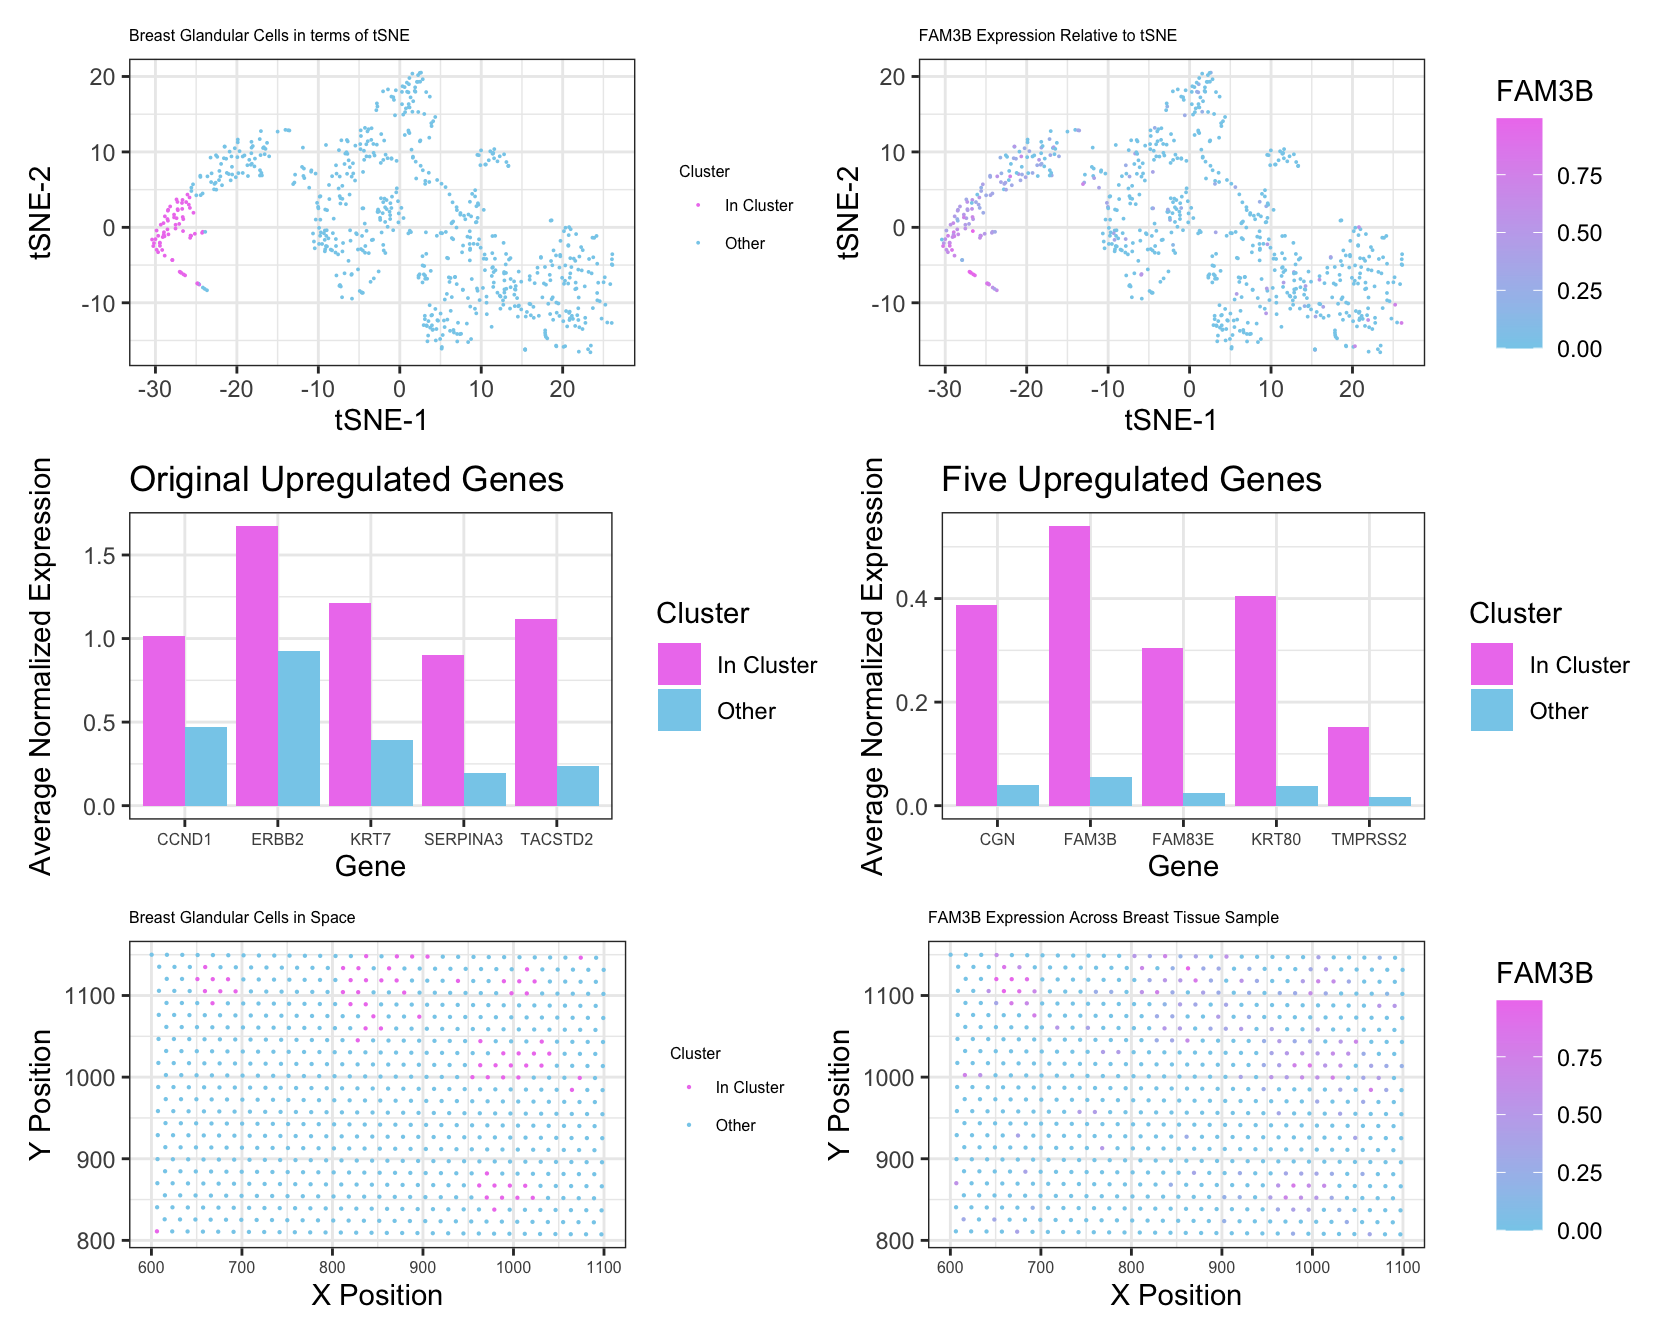 Breast Glandular Cells in terms of tSNE
tSNE-2
20
10
0
-10
-30 -20 -10 0 10 20
tSNE-1
Cluster
In Cluster
Other
FAM3B Expression Relative to tSNE
tSNE-2
20
10
0
-10
-30 -20 -10 0 10 20
tSNE-1
FAM3B
0.75
0.50
0.25
0.00
Original Upregulated Genes
Average Normalized Expression
1.5
1.0
0.5
0.0
CCND1 ERBB2 KRT7 SERPINA3 TACSTD2
Gene
Cluster
In Cluster
Other
Five Upregulated Genes
Average Normalized Expression
0.4
0.2
0.0
CGN FAM3B FAM83E KRT80 TMPRSS2
Gene
Cluster
In Cluster
Other
Breast Glandular Cells in Space
Y Position
1100
1000
900
800
600 700 800 900 1000 1100
X Position
Cluster
In Cluster
Other
FAM3B Expression Across Breast Tissue Sample
Y Position
1100
1000
900
800
600 700 800 900 1000 1100
X Position
FAM3B
0.75
0.50
0.25
0.00